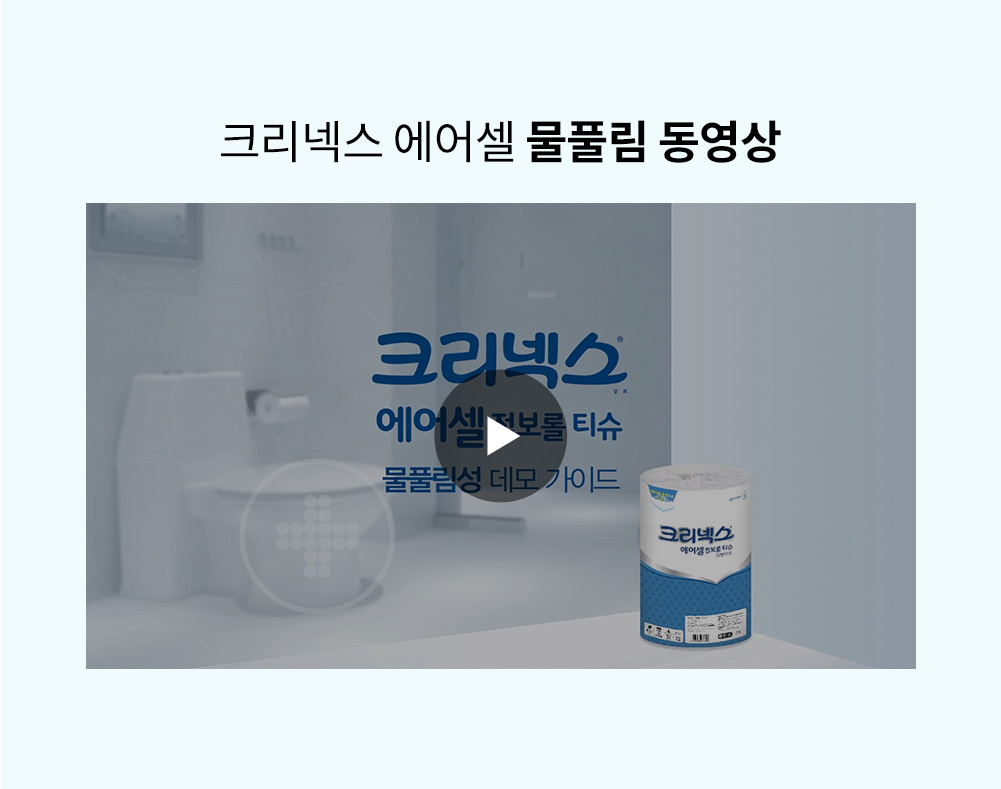 크리넥스 에어셀 물풀림 동영상
크리넥스®
에어셀 점보롤 티슈
물풀림성 데모 가이드
크리넥스
에어셀 점보롤 티슈